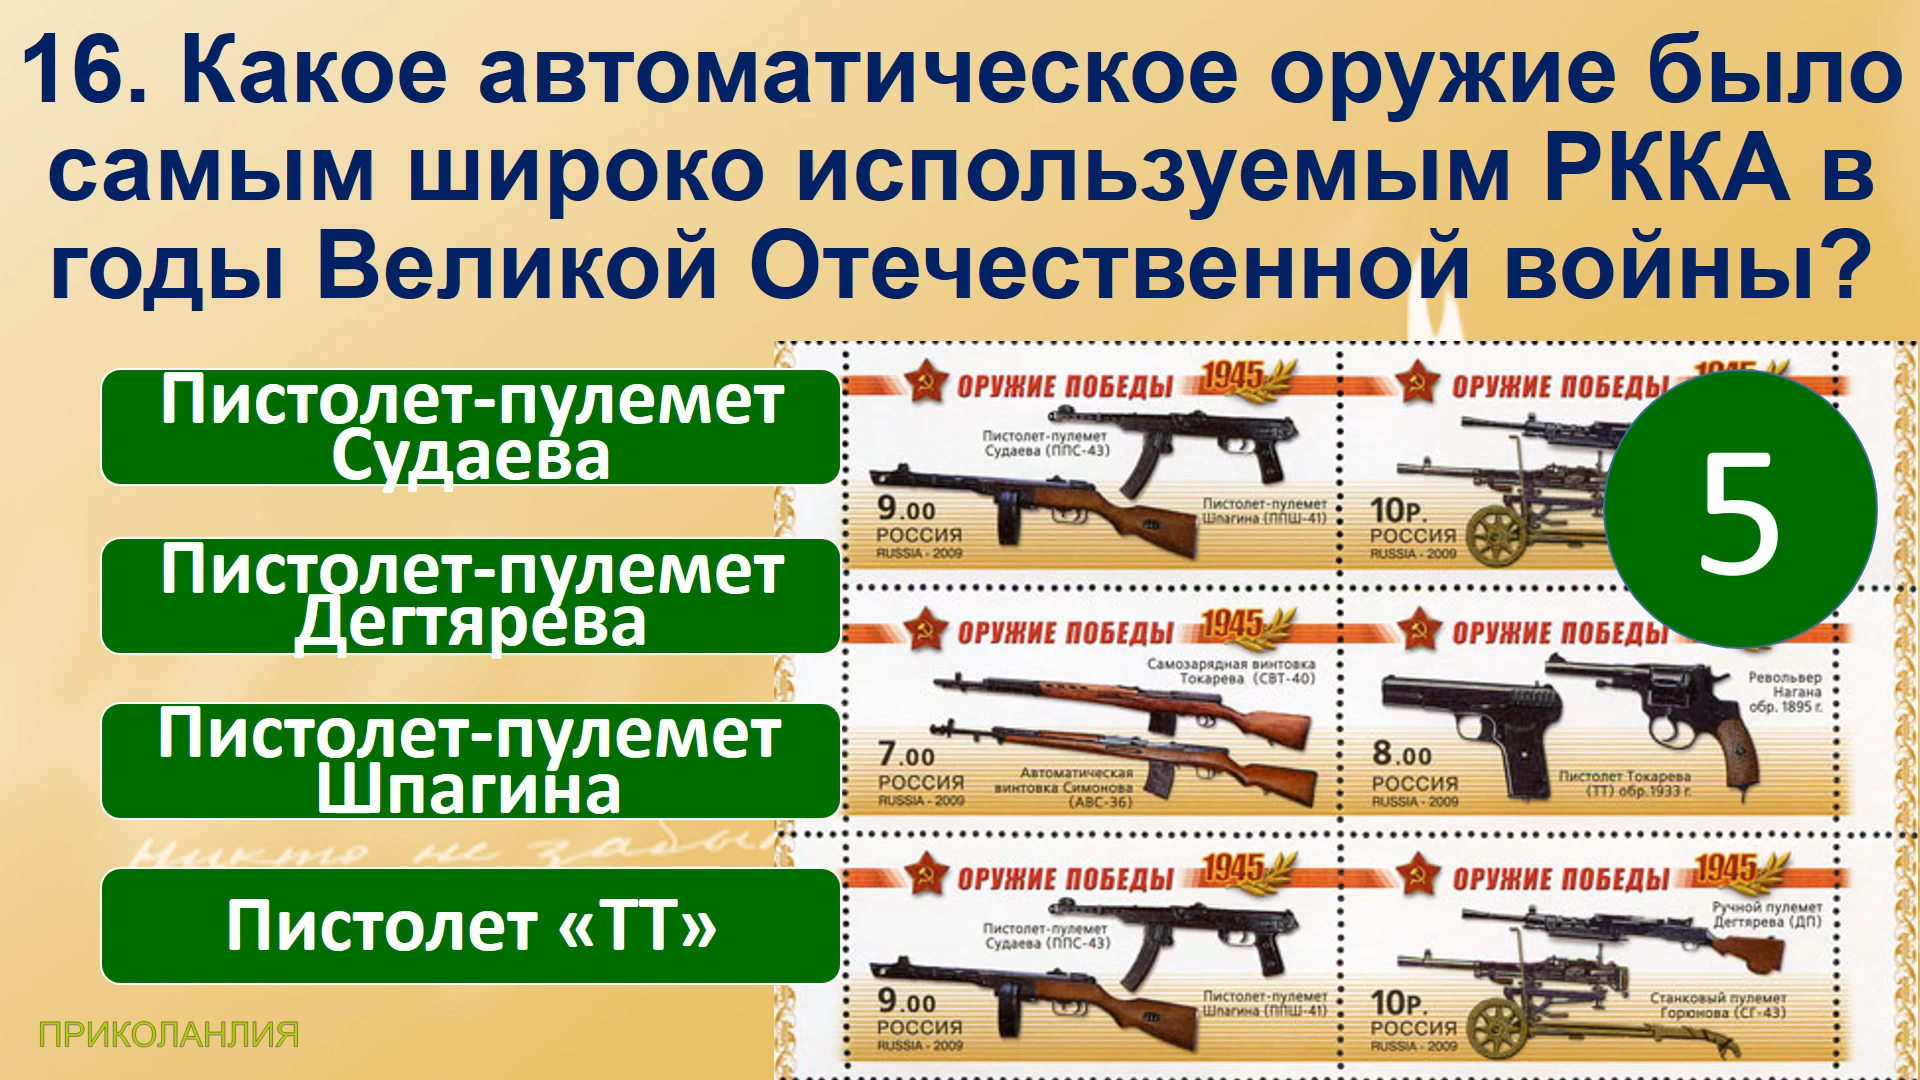 16. Какое автоматическое оружие было
самым широко используемым РККА в
годы Великой Отечественной войны?
Пистолет-пулемет
Судаева
Пистолет-пулемет
Дегтярева
Пистолет-пулемет
Шпагина
Пистолет «ТТ»
ПРИКОЛАНЛИЯ
5
ОРУЖИЕ ПОБЕДЫ 1945
Пистолет-пулемет
Судаева (ППС-43)
9.00
РОССИЯ
RUSSIA - 2009
Пистолет-пулемет
Шпагина (ППШ-41)
ОРУЖИЕ ПОБЕДЫ
10Р.
РОССИЯ
RUSSIA - 2009
ОРУЖИЕ ПОБЕДЫ 1945
Самозарядная винтовка
Токарева (СВТ-40)
7.00
РОССИЯ
RUSSIA - 2009
Автоматическая
винтовка Симонова
(АВС-36)
ОРУЖИЕ ПОБЕДЫ
Револьвер
Нагана
обр. 1895 г.
8.00
РОССИЯ
RUSSIA - 2009
Пистолет Токарева
(ТТ) обр.1933 г.
ОРУЖИЕ ПОБЕДЫ 1945
Пистолет-пулемет
Судаева (ППС-43)
9.00
РОССИЯ
RUSSIA - 2009
Пистолет-пулемет
Шпагина (ППШ-41)
ОРУЖИЕ ПОБЕДЫ 1945
Ручной пулемет
Дегтярева (ДП)
10Р.
РОССИЯ
RUSSIA - 2009
Станковый пулемет
Горюнова (СГ-43)
Никто не